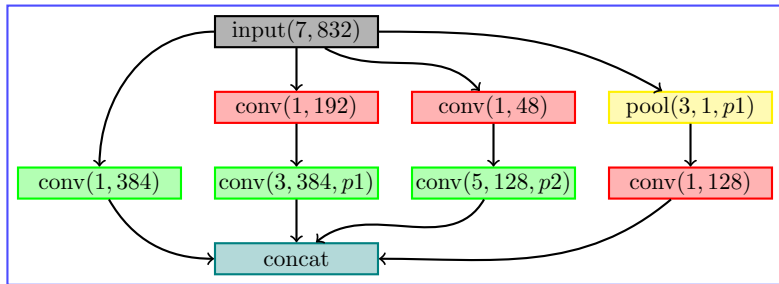 input(7, 832)
conv(1, 192)
conv(1, 48)
pool(3, 1, p1)
conv(1, 384)
conv(3, 384, p1)
conv(5, 128, p2)
conv(1, 128)
concat